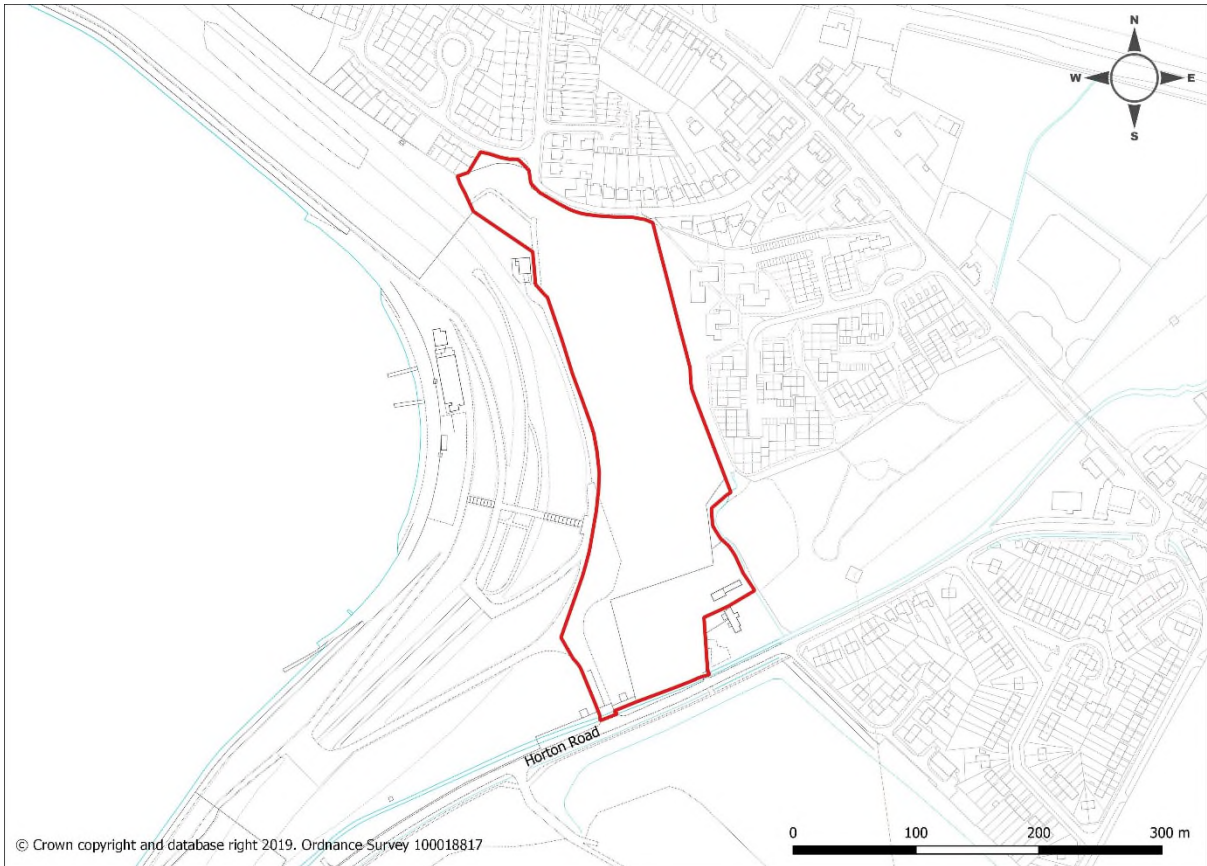 N
W E
S
Horton Road
© Crown copyright and database right 2019. Ordnance Survey 100018817
0 100 200 300 m